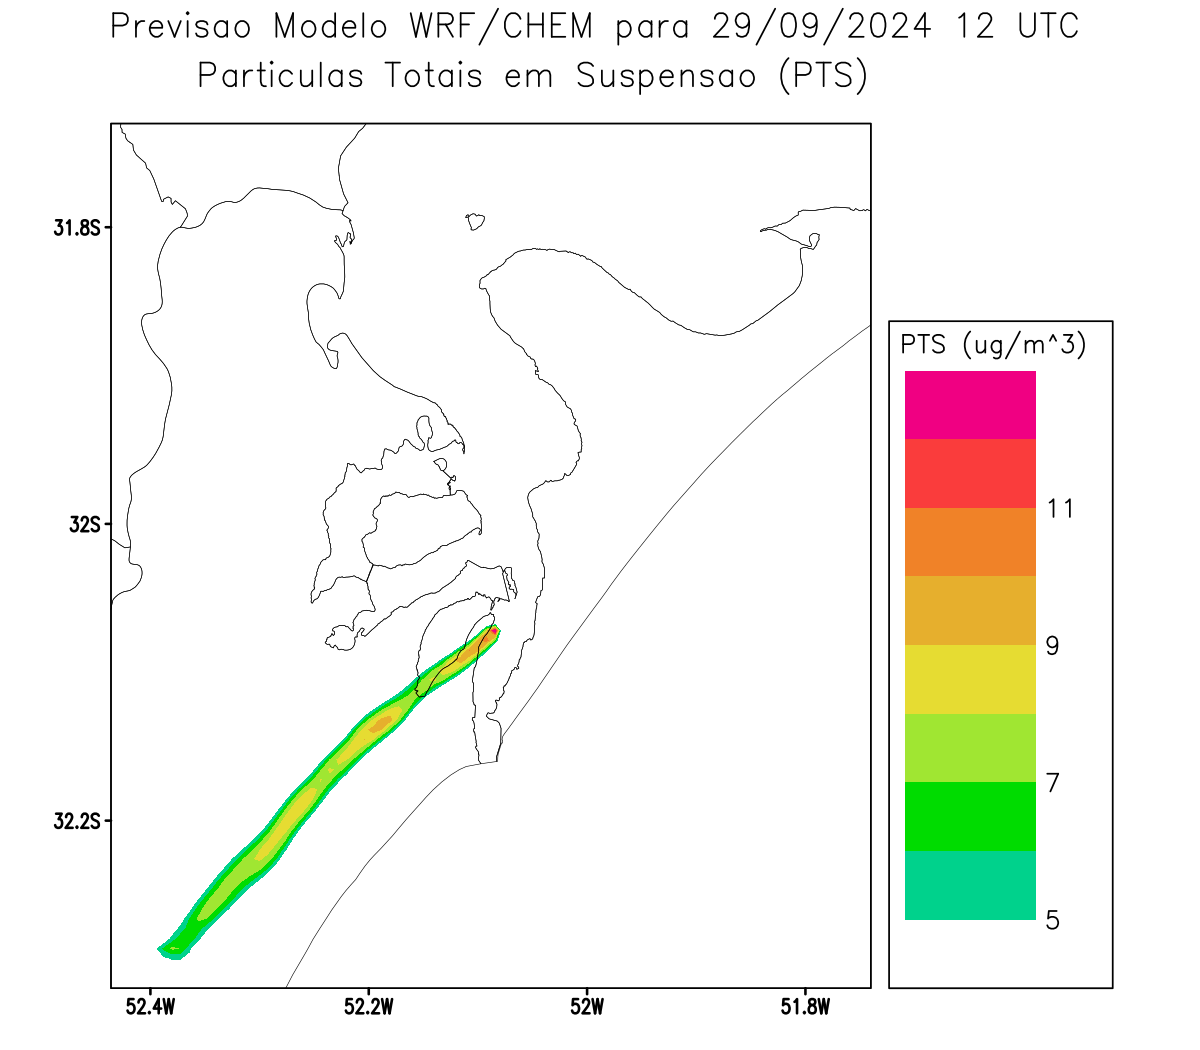 Previsao Modelo WRF/CHEM para 29/09/2024 12 UTC
Particulas Totais em Suspensao (PTS)
31.8S
32S
32.2S
52.4W 52.2W 52W 51.8W
PTS (ug/m^3)
11
9
7
5